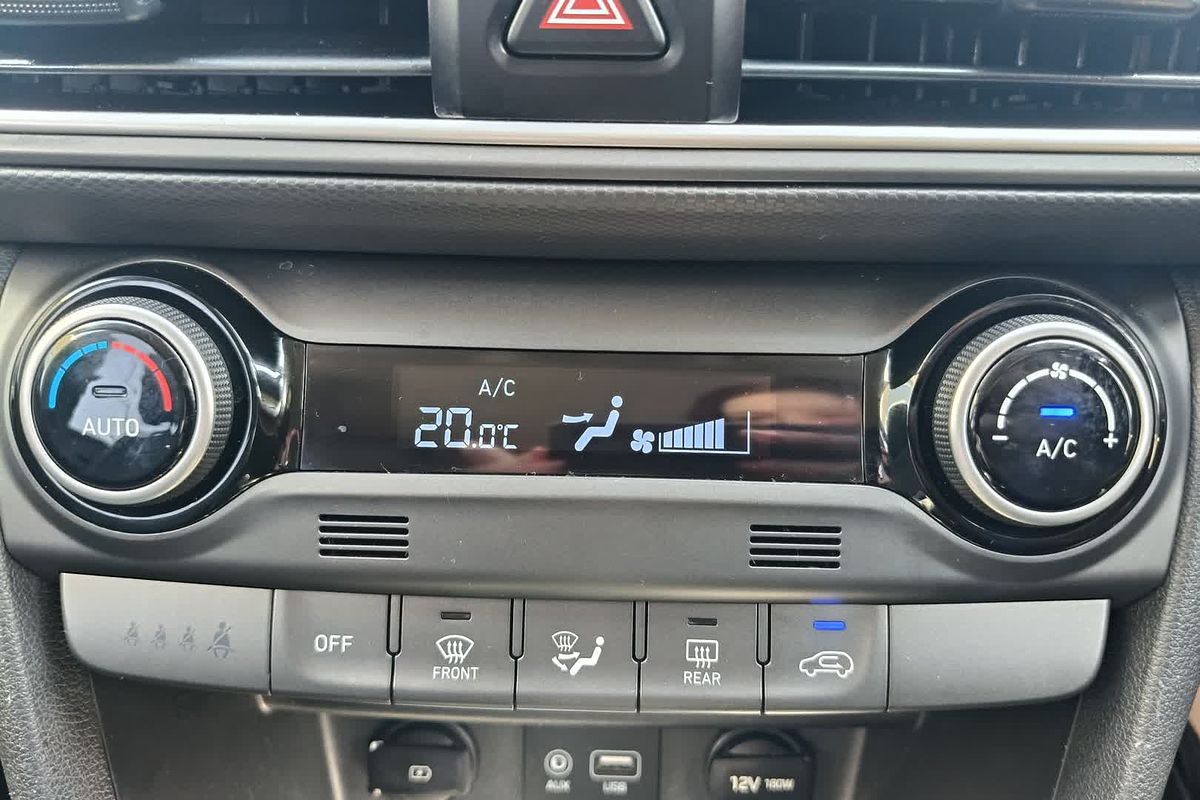 A/C
20.0°C
AUTO
- +
A/C
OFF
FRONT
REAR
AUX
USB
12V 180W